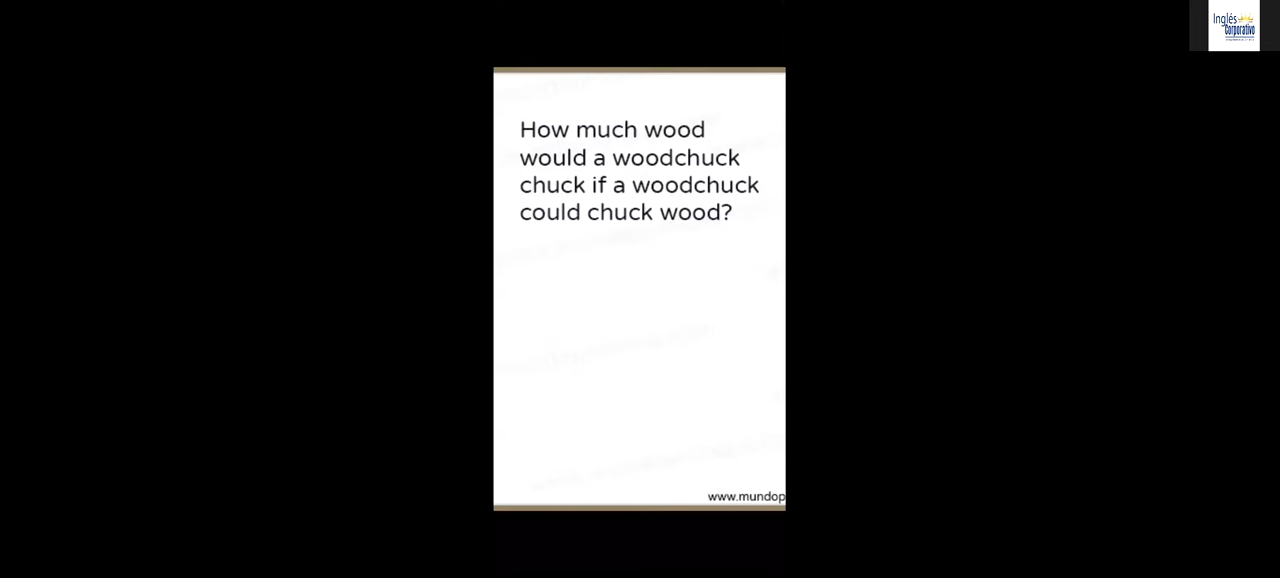 Inglés
Corporativo
How much wood
would a woodchuck
chuck if a woodchuck
could chuck wood?
www.mundop